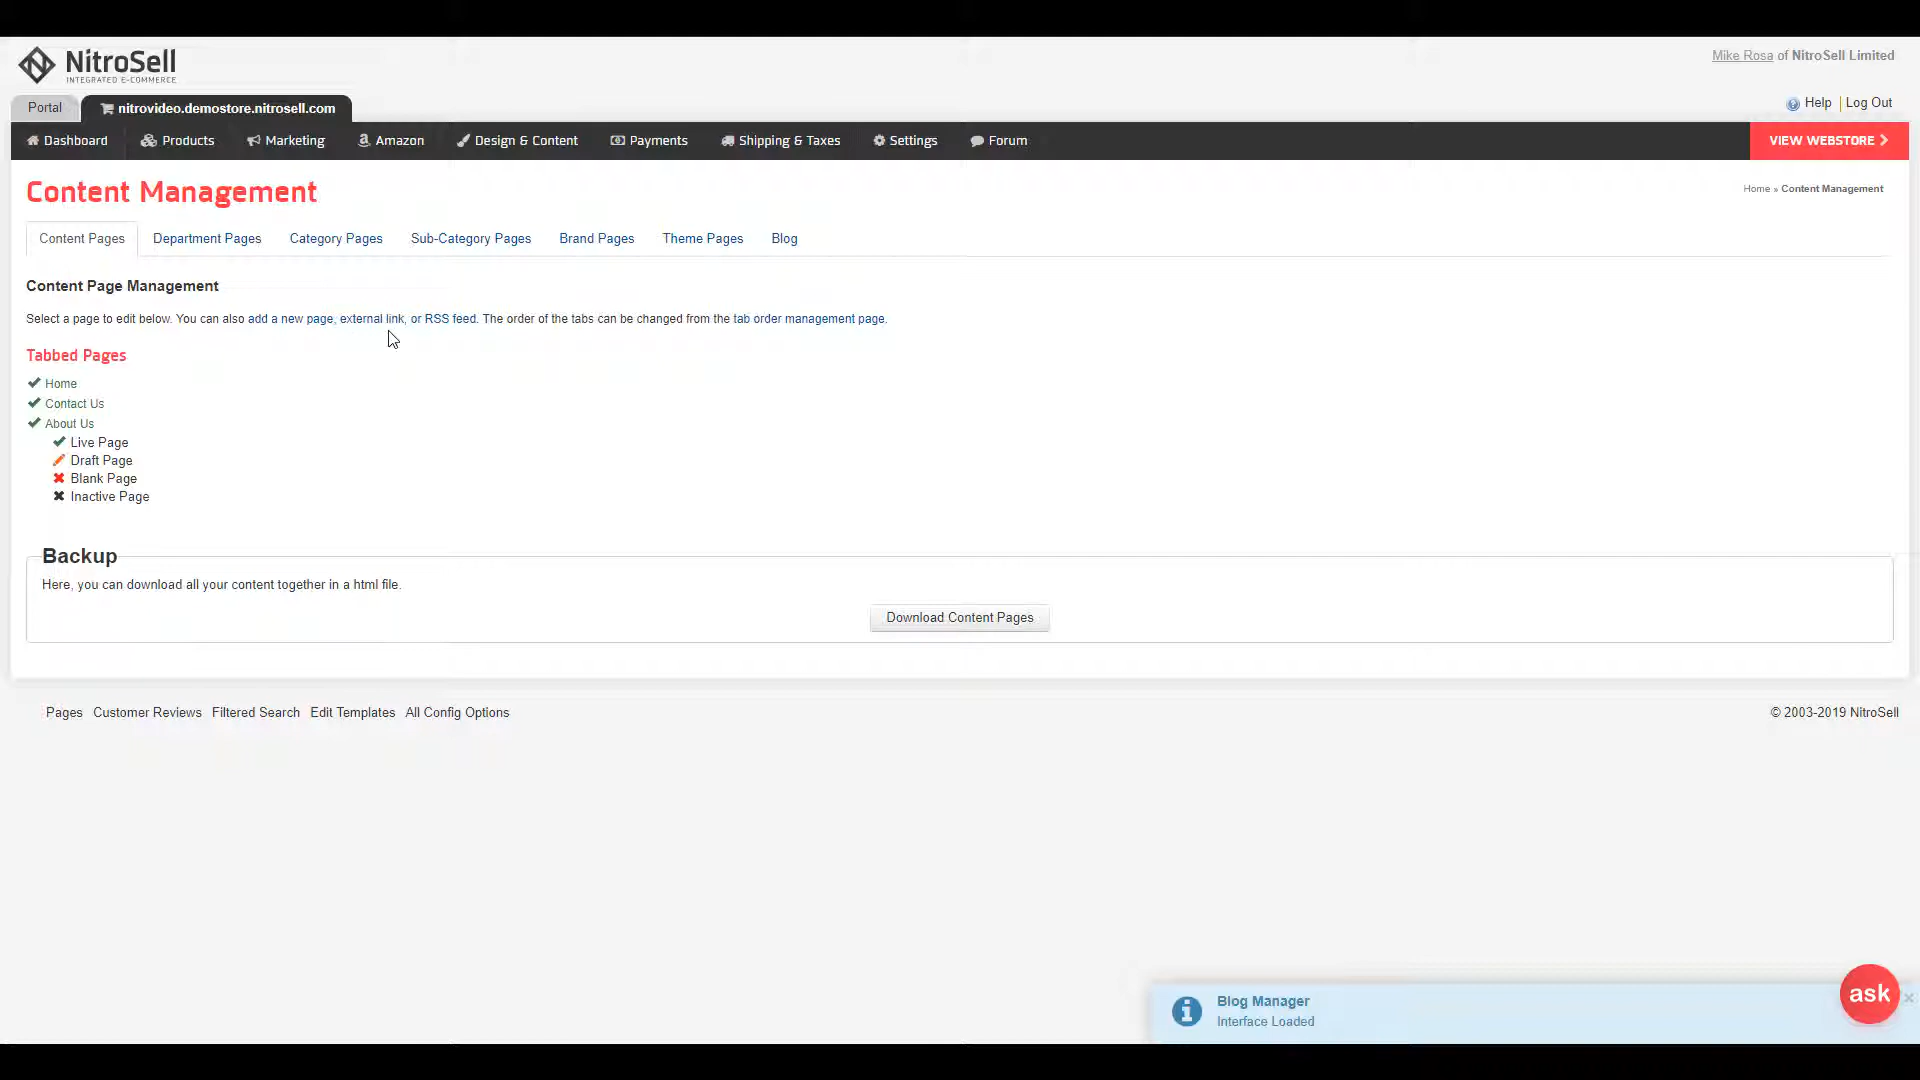 NitroSell
INTEGRATED E-COMMERCE
Mike Rosa of NitroSell Limited
Portal
nitrovideo.demostore.nitrosell.com
Help | Log Out
Dashboard
Products
Marketing
Amazon
Design & Content
Payments
Shipping & Taxes
Settings
Forum
VIEW WEBSTORE
Content Management
Home » Content Management
Content Pages
Department Pages
Category Pages
Sub-Category Pages
Brand Pages
Theme Pages
Blog
Content Page Management
Select a page to edit below. You can also add a new page, external link, or RSS feed. The order of the tabs can be changed from the tab order management page.
Tabbed Pages
Home
Contact Us
About Us
Live Page
Draft Page
Blank Page
Inactive Page
Backup
Here, you can download all your content together in a html file.
Download Content Pages
Pages Customer Reviews Filtered Search Edit Templates All Config Options
© 2003-2019 NitroSell
Blog Manager
Interface Loaded
ask